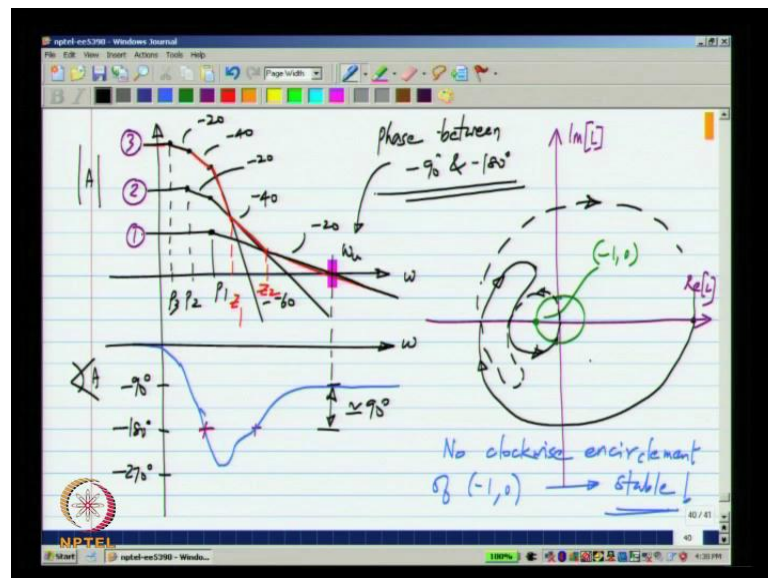 nptel-ee5390 - Windows Journal
File Edit View Insert Actions Tools Help
Page Width
B I
|A|
③ -20
-40
② -20
-40
① -20
-60
phase between
-90° & -180°
ωu
ω
P3 P2 P1 Z1 Z2
∠A
ω
-90°
-180°
-270°
≃90°
Im[L]
(-1,0)
Re[L]
No clockwise encirclement
of (-1,0) → stable!
40 / 41
40
NPTEL
Start
nptel-ee5390 - Windo...
100%
4:38 PM